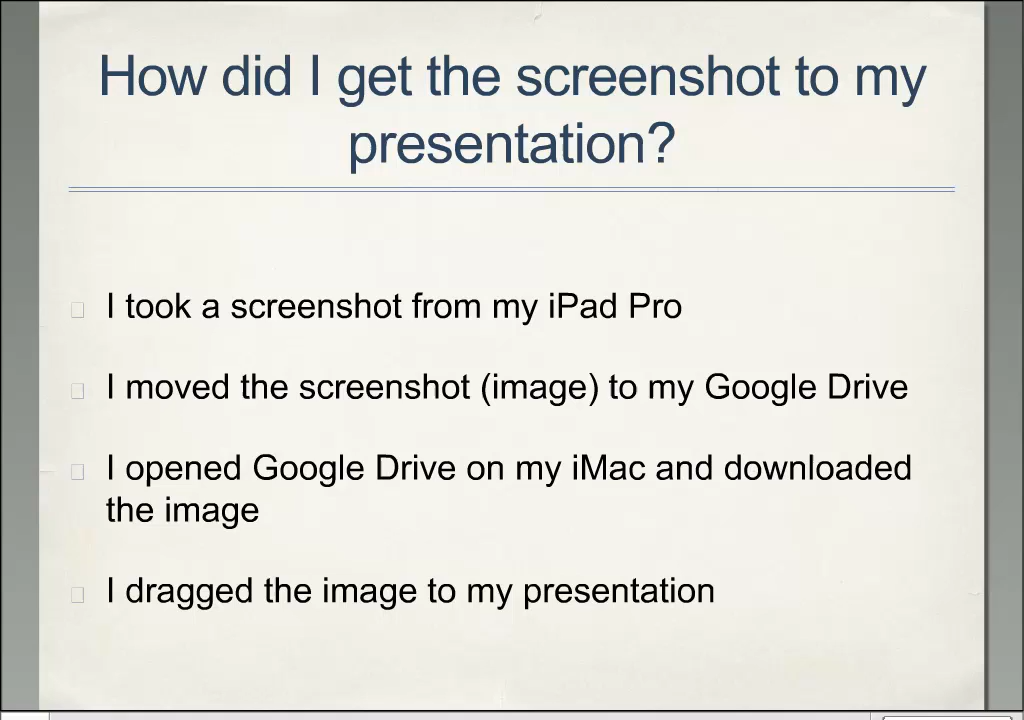 How did I get the screenshot to my
presentation?
I took a screenshot from my iPad Pro
I moved the screenshot (image) to my Google Drive
I opened Google Drive on my iMac and downloaded
the image
I dragged the image to my presentation